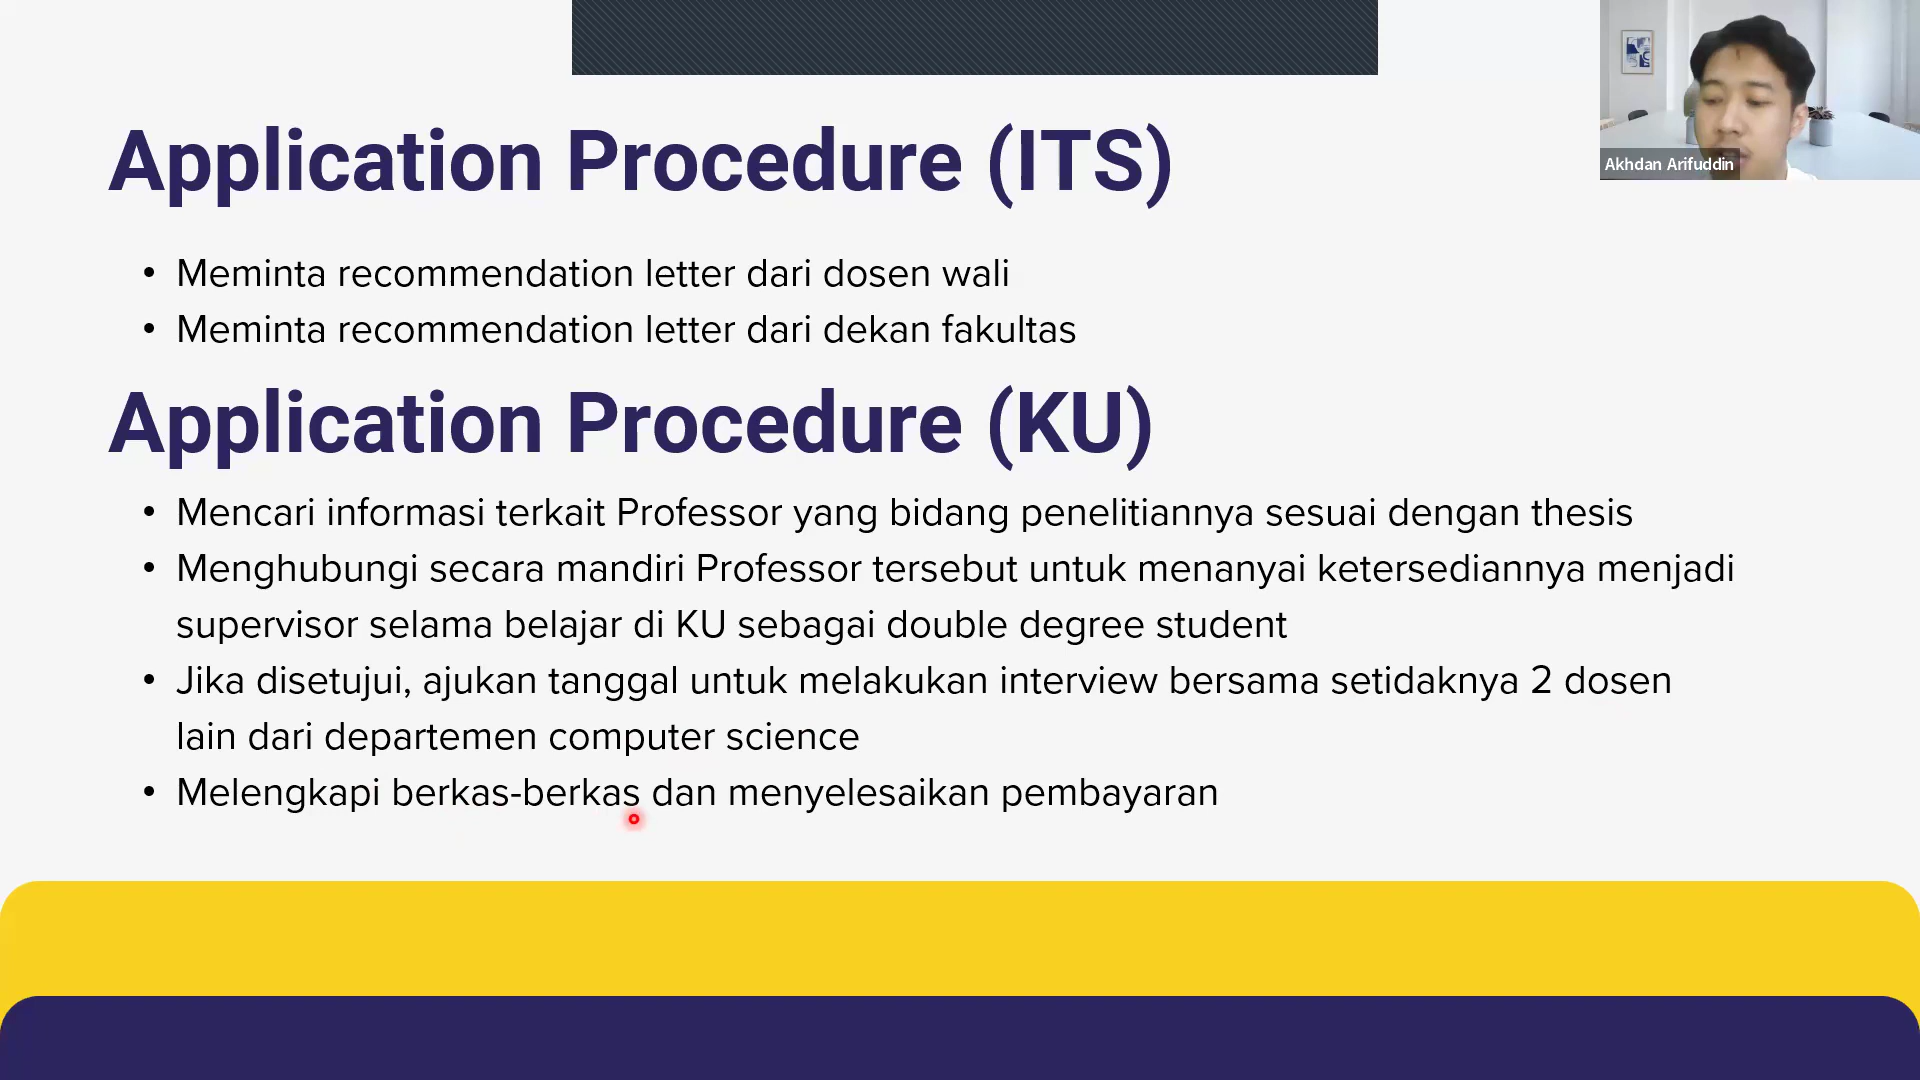 Akhdan Arifuddin
Application Procedure (ITS)
• Meminta recommendation letter dari dosen wali
• Meminta recommendation letter dari dekan fakultas
Application Procedure (KU)
• Mencari informasi terkait Professor yang bidang penelitiannya sesuai dengan thesis
• Menghubungi secara mandiri Professor tersebut untuk menanyai ketersediannya menjadi
supervisor selama belajar di KU sebagai double degree student
• Jika disetujui, ajukan tanggal untuk melakukan interview bersama setidaknya 2 dosen
lain dari departemen computer science
• Melengkapi berkas-berkas dan menyelesaikan pembayaran